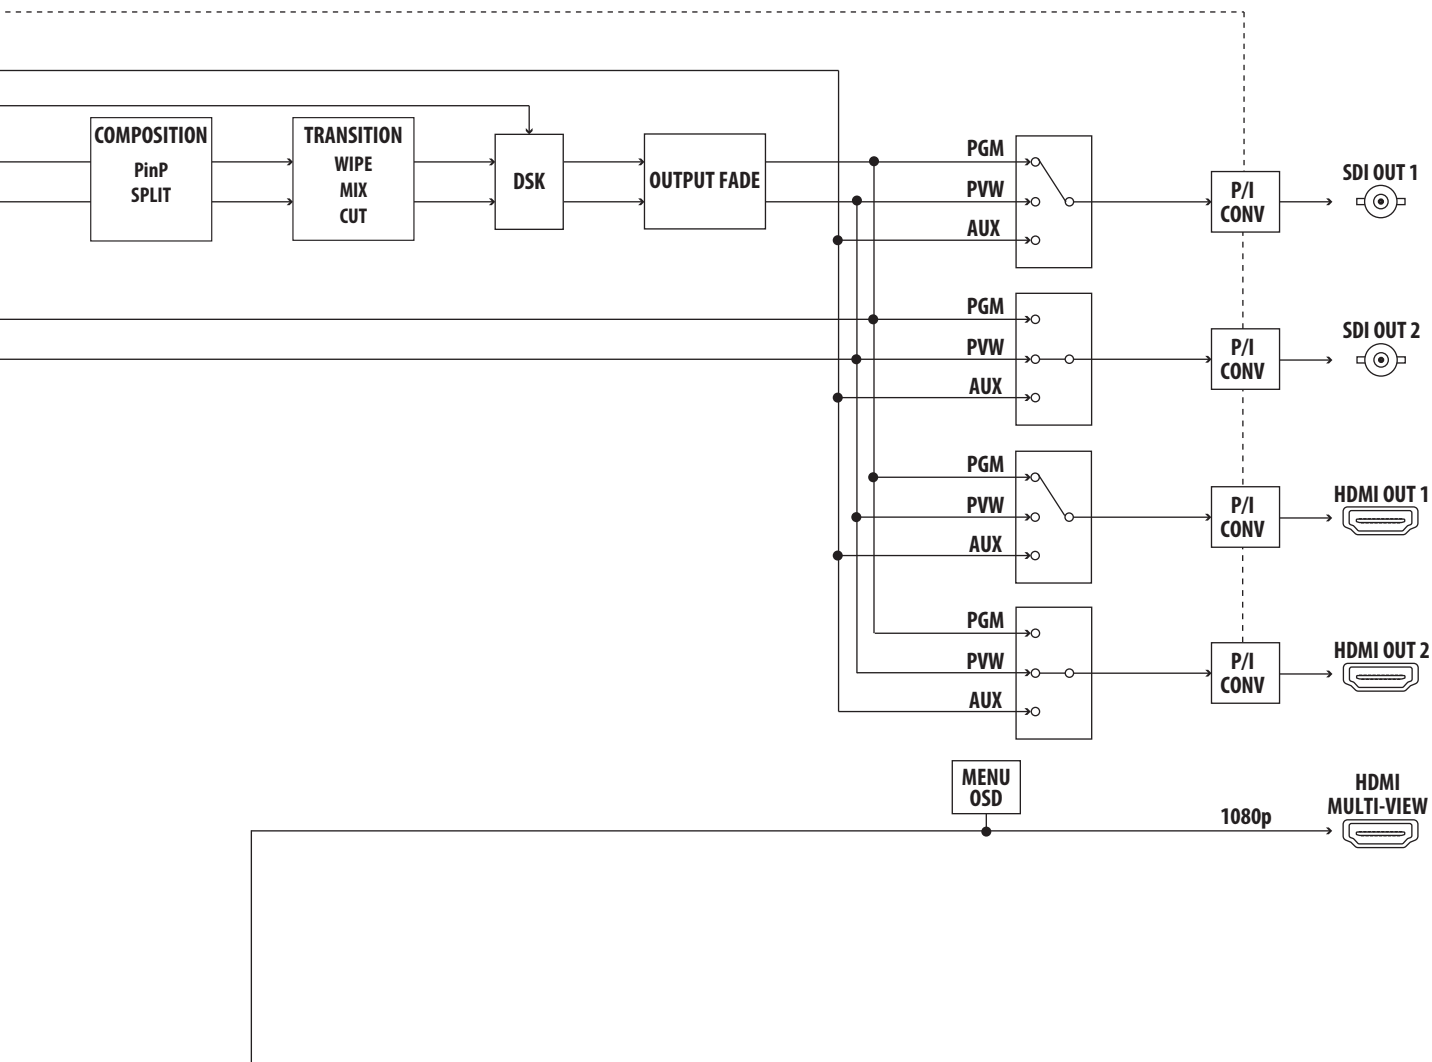 COMPOSITION
PinP
SPLIT
TRANSITION
WIPE
MIX
CUT
DSK
OUTPUT FADE
PGM
PVW
AUX
P/I
CONV
SDI OUT 1
PGM
PVW
AUX
P/I
CONV
SDI OUT 2
PGM
PVW
AUX
P/I
CONV
HDMI OUT 1
PGM
PVW
AUX
P/I
CONV
HDMI OUT 2
MENU
OSD
1080p
HDMI
MULTI-VIEW